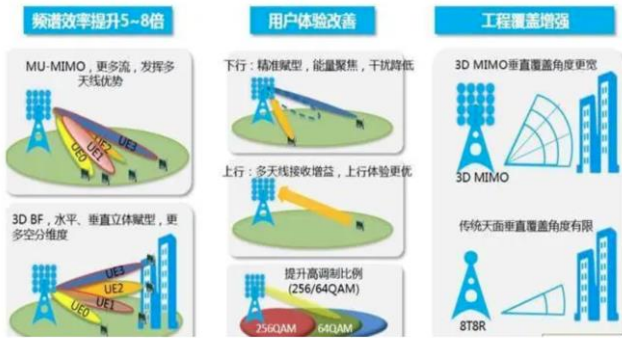 频谱效率提升5~8倍
MU-MIMO，更多流，发挥多
天线优势
UE3
UE2
UE1
UE0
3D BF，水平、垂直立体赋型，更
多空分维度
UE3
UE2
UE1
UE0
用户体验改善
下行：精准赋型，能量聚焦，干扰降低
上行：多天线接收增益，上行体验更优
提升高调制比例
(256/64QAM)
256QAM
64QAM
工程覆盖增强
3D MIMO垂直覆盖角度更宽
3D MIMO
传统天面垂直覆盖角度有限
8T8R